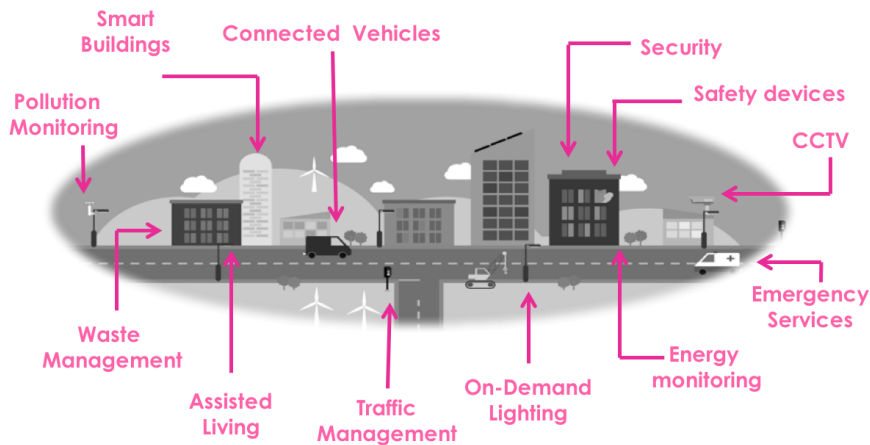 Smart
Buildings
Connected Vehicles
Security
Safety devices
Pollution
Monitoring
CCTV
Emergency
Services
Waste
Management
Energy
monitoring
Assisted
Living
Traffic
Management
On-Demand
Lighting